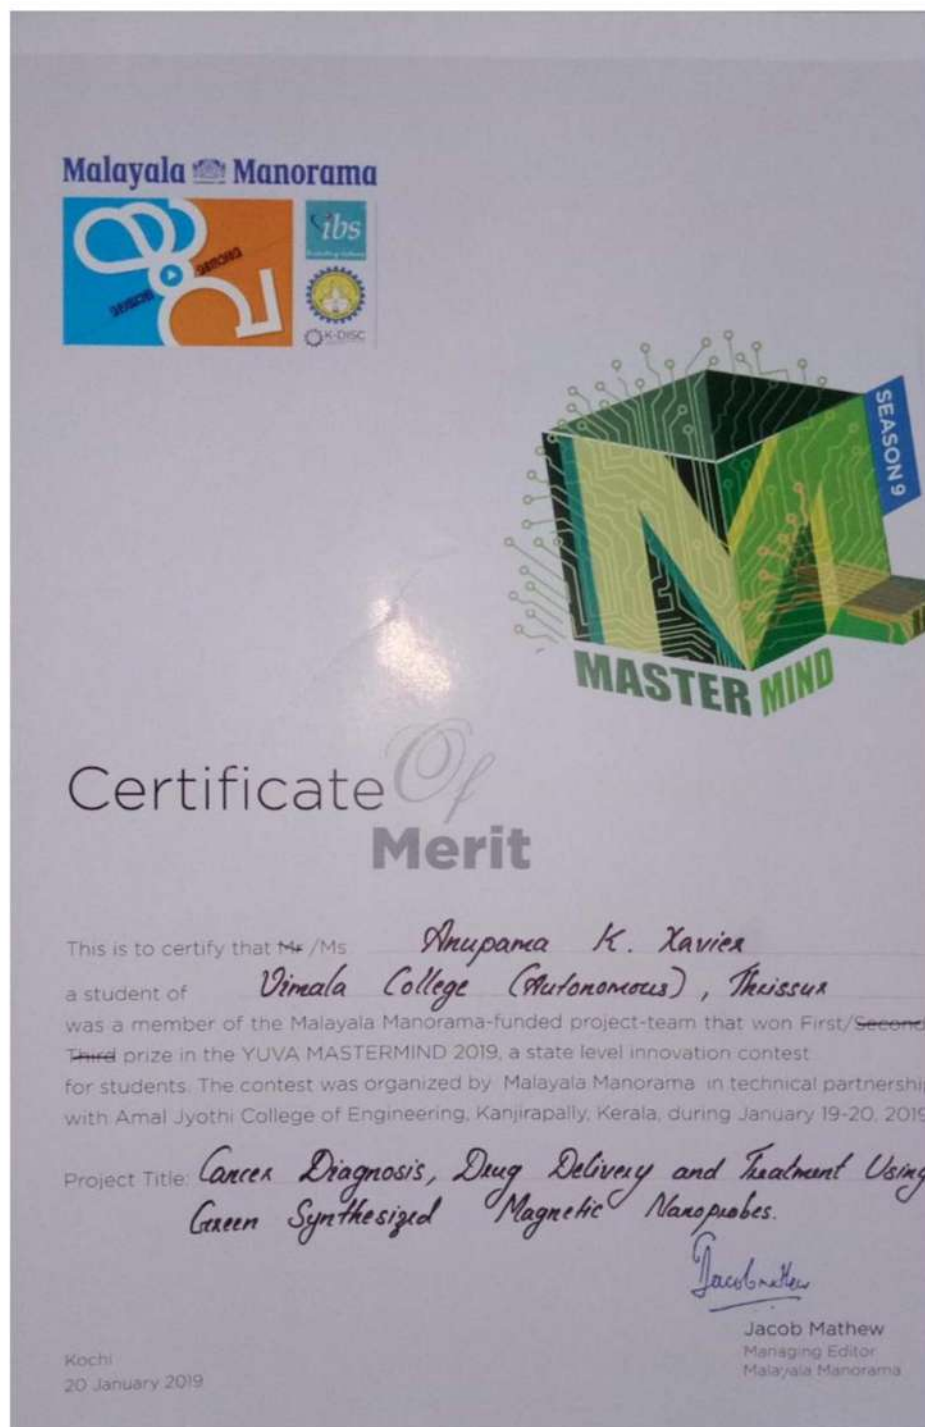 Malayala Manorama
ibs
K-DISC
SEASON 9
MASTER MIND
Certificate Of
Merit
This is to certify that Mr /Ms Anupama K. Xavier
a student of Vimala College (Autonomous), Thrissur
was a member of the Malayala Manorama-funded project-team that won First/Second
Third prize in the YUVA MASTERMIND 2019, a state level innovation contest
for students. The contest was organized by Malayala Manorama in technical partnershi
with Amal Jyothi College of Engineering, Kanjirapally, Kerala, during January 19-20, 2019
Project Title: Cancer Diagnosis, Drug Delivery and Treatment Using
Green Synthesized Magnetic Nanoprobes.
Jacob Mathew
Jacob Mathew
Managing Editor
Malayala Manorama
Kochi
20 January 2019